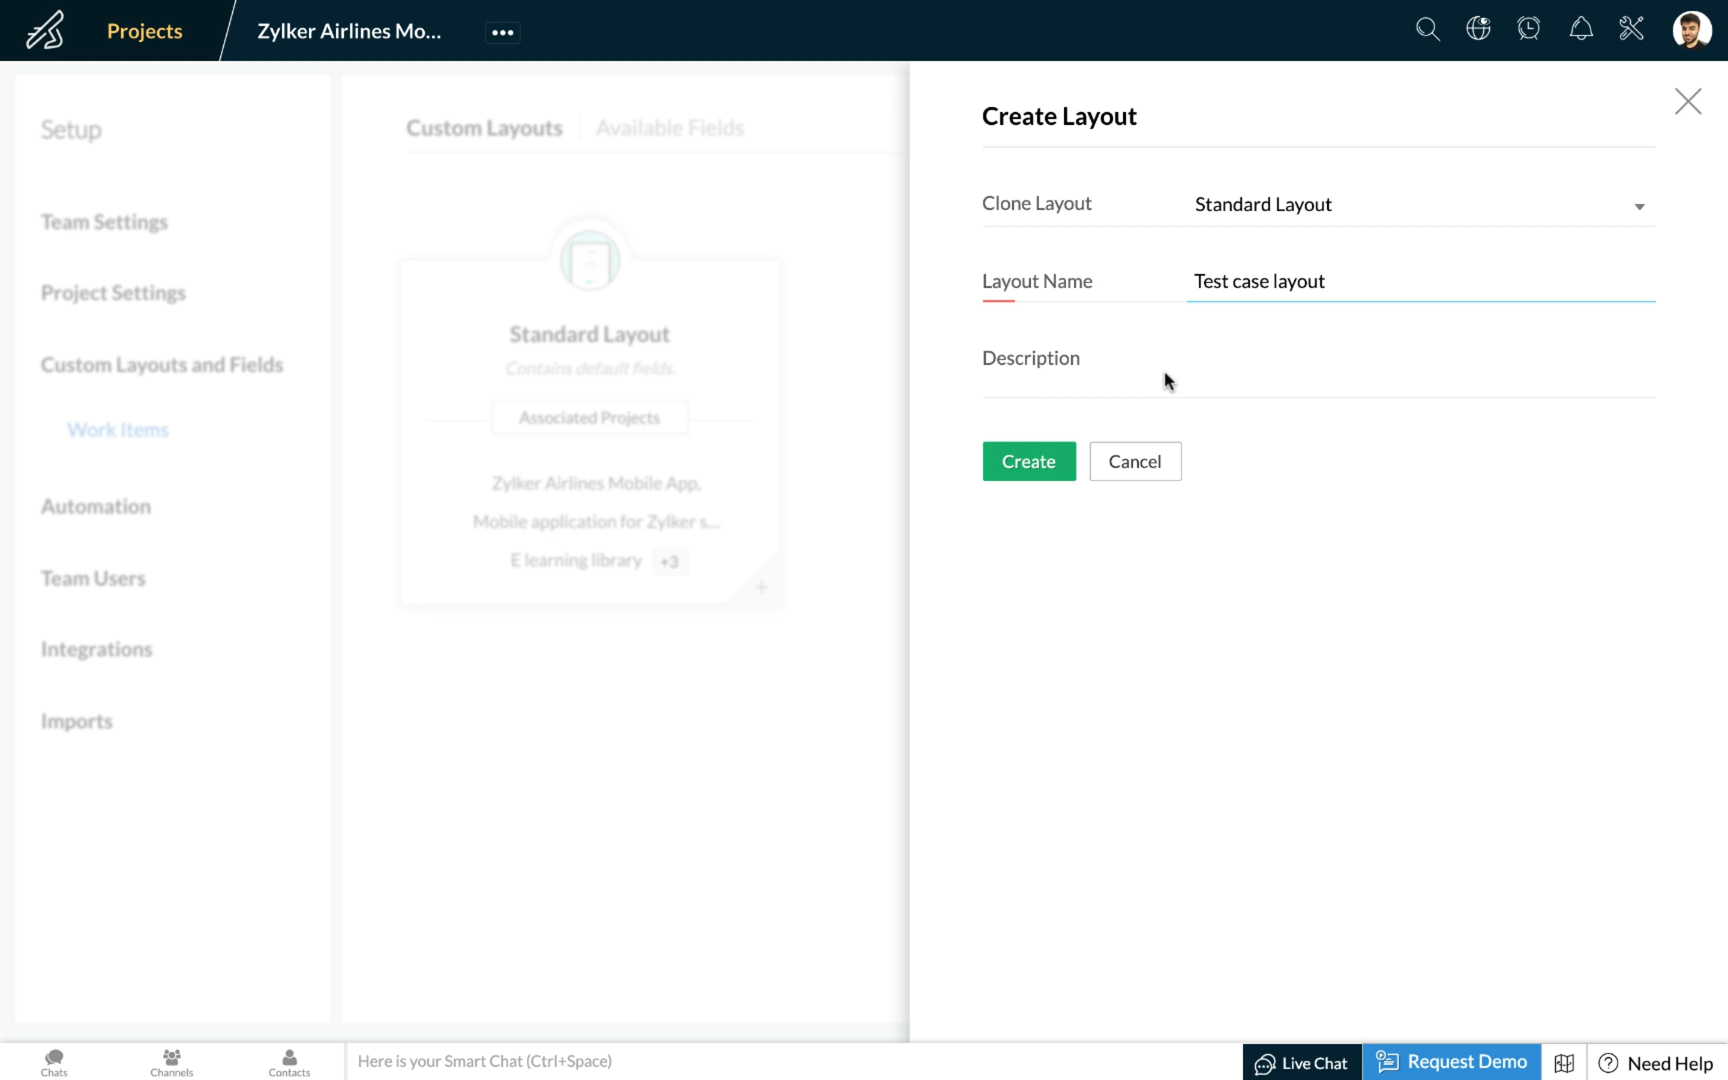 Projects
Zylker Airlines Mo...
Setup
Team Settings
Project Settings
Custom Layouts and Fields
Work Items
Automation
Team Users
Integrations
Imports
Custom Layouts
Available Fields
Standard Layout
Contains default fields.
Associated Projects
Zylker Airlines Mobile App,
Mobile application for Zylker s...
E learning library +3
Create Layout
Clone Layout
Standard Layout
Layout Name
Test case layout
Description
Create
Cancel
Chats
Channels
Contacts
Here is your Smart Chat (Ctrl+Space)
Live Chat
Request Demo
Need Help